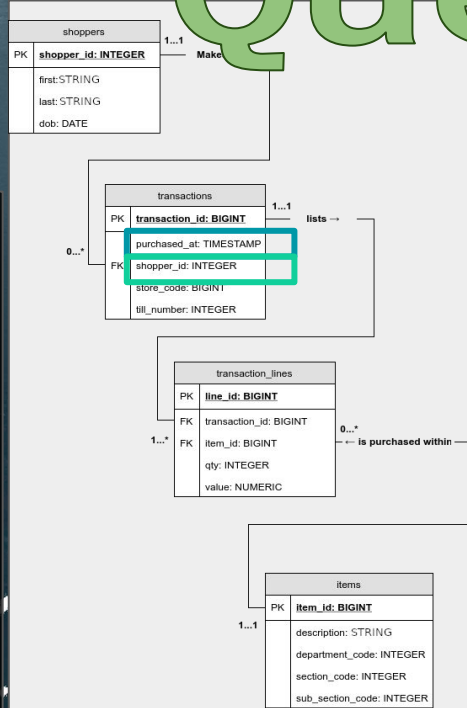 Que
shoppers
1...1
PK shopper_id: INTEGER
Make
first:STRING
last: STRING
dob: DATE
transactions
1...1
PK transaction_id: BIGINT
lists →
purchased_at: TIMESTAMP
0...*
FK shopper_id: INTEGER
store_code: BIGINT
till_number: INTEGER
transaction_lines
PK line_id: BIGINT
FK transaction_id: BIGINT
0...*
1...*
FK item_id: BIGINT
← is purchased within
qty: INTEGER
value: NUMERIC
items
PK item_id: BIGINT
1...1
description: STRING
department_code: INTEGER
section_code: INTEGER
sub_section_code: INTEGER